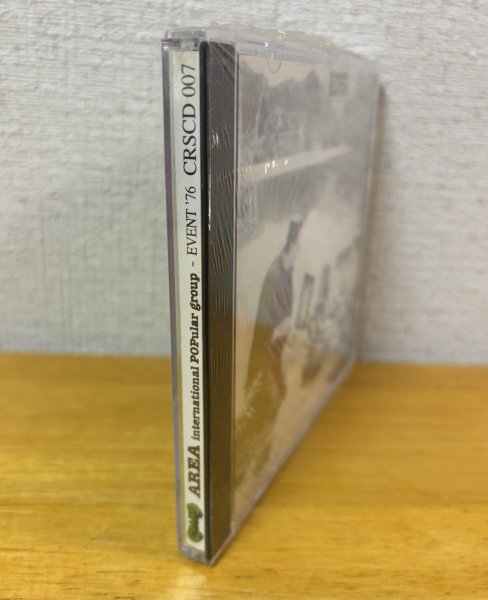 AREA international POPular group - EVENT '76 CRSCD 007